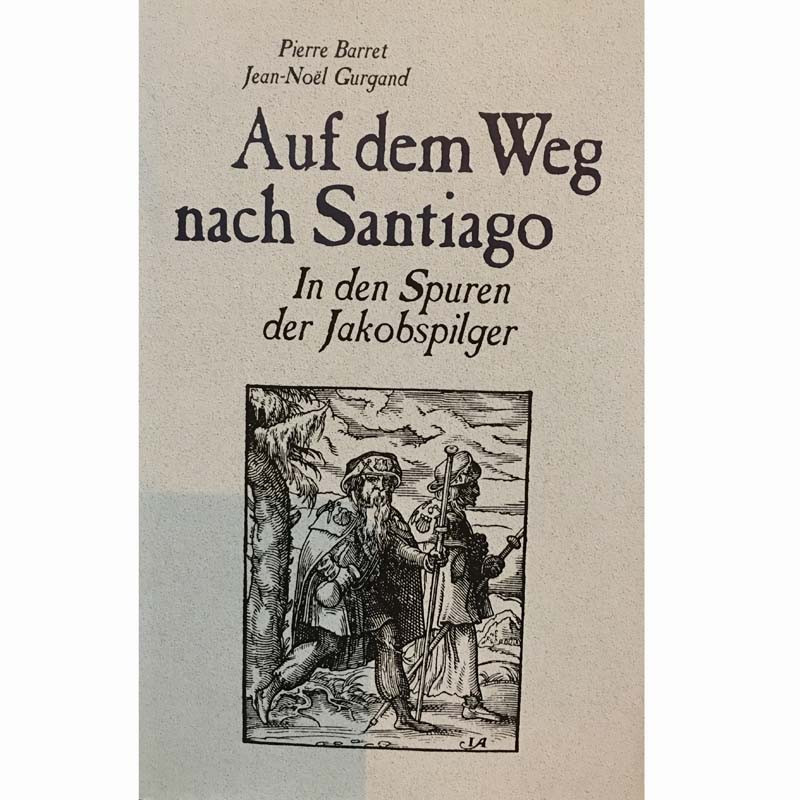 Pierre Barret
Jean-Noël Gurgand
Auf dem Weg
nach Santiago
In den Spuren
der Jakobspilger
IA